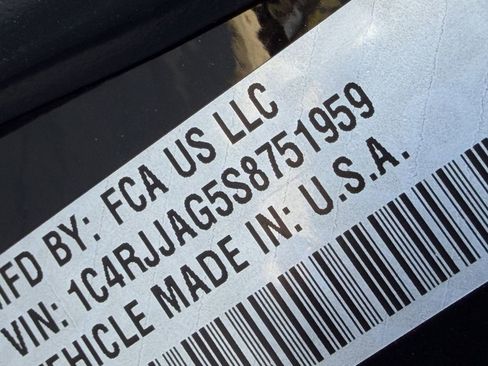 MFD BY: FCA US LLC
VIN: 1C4RJJAG5S8751959
VEHICLE MADE IN: U.S.A.